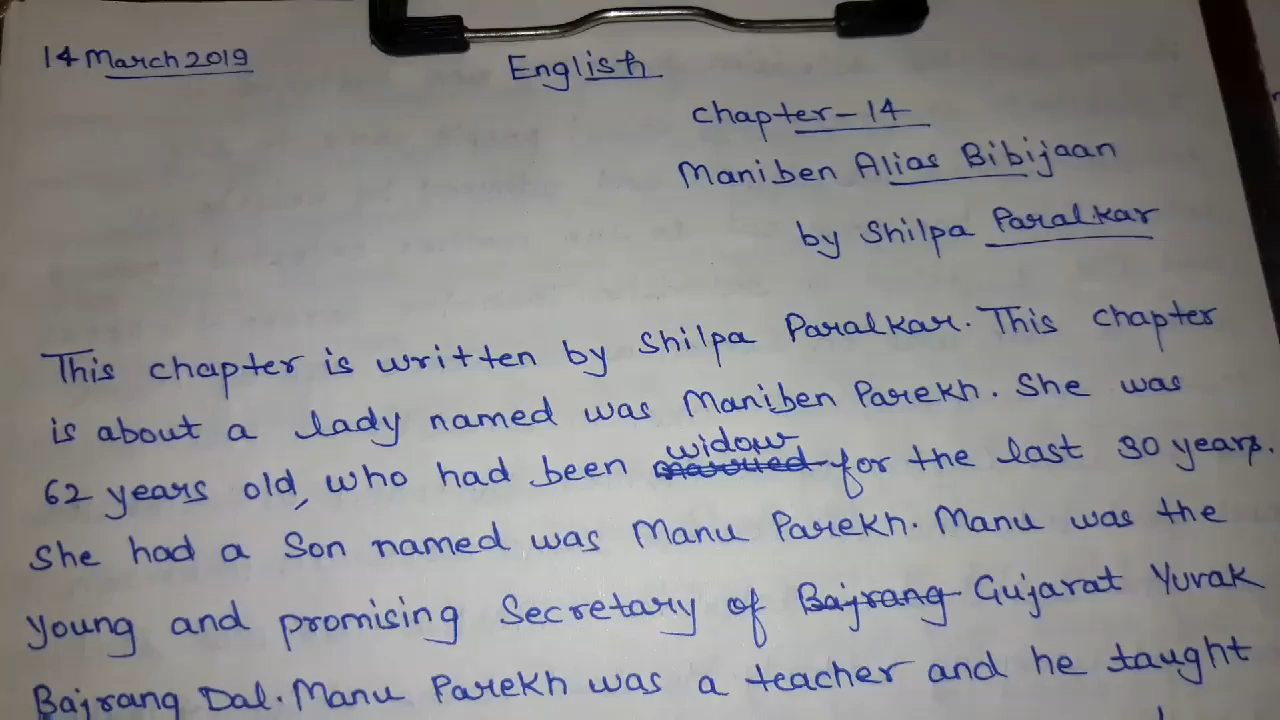 14 March 2019
English
Chapter-14
Maniben Alias Bibijaan
by Shilpa Paralkar
This chapter is written by Shilpa Paralkar. This chapter
is about a lady named was Maniben Parekh. She was
62 years old, who had been widow for the last 30 years.
She had a Son named was Manu Parekh. Manu was the
young and promising Secretary of Bajrang Gujarat Yuvak
Bajrang Dal. Manu Parekh was a teacher and he taught